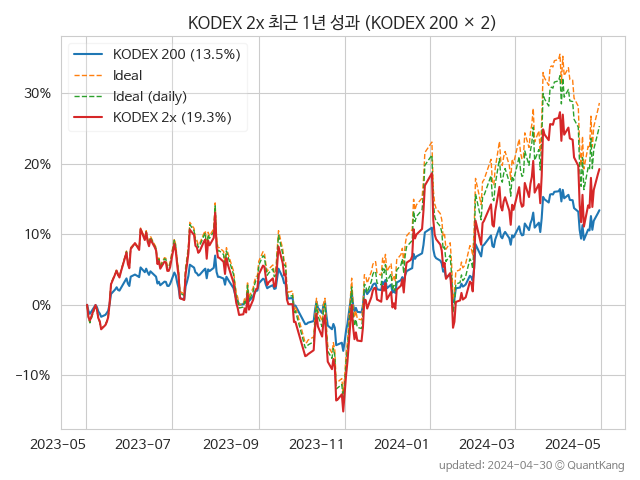 KODEX 2x 최근 1년 성과 (KODEX 200 × 2)
KODEX 200 (13.5%)
Ideal
Ideal (daily)
KODEX 2x (19.3%)
30%
20%
10%
0%
−10%
2023-05 2023-07 2023-09 2023-11 2024-01 2024-03 2024-05
updated: 2024-04-30 © QuantKang